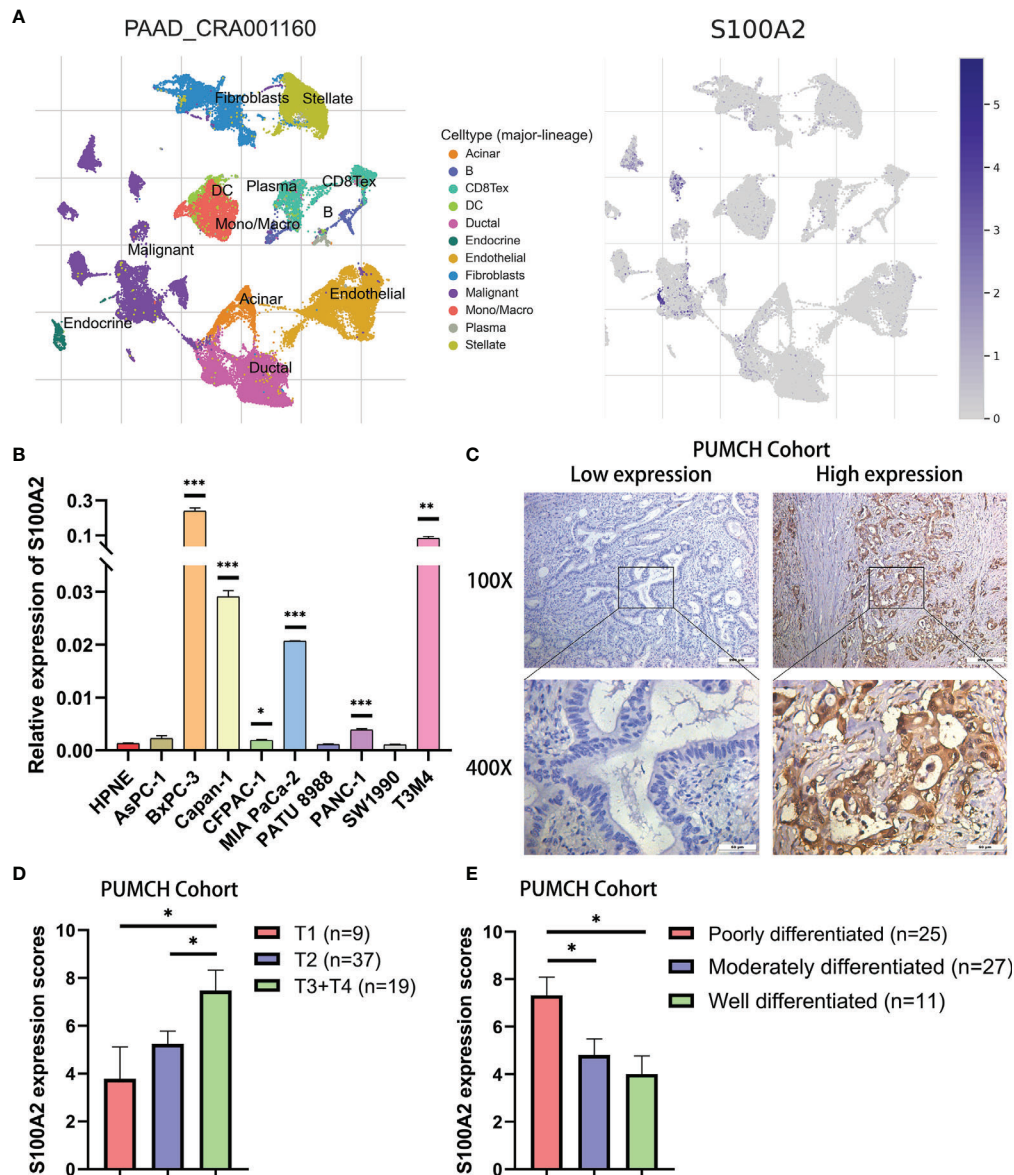 A
PAAD_CRA001160
Fibroblasts
Stellate
DC
Plasma
CD8Tex
Mono/Macro
B
Malignant
Acinar
Endothelial
Endocrine
Ductal
Celltype (major-lineage)
Acinar
B
CD8Tex
DC
Ductal
Endocrine
Endothelial
Fibroblasts
Malignant
Mono/Macro
Plasma
Stellate
S100A2
5
4
3
2
1
0
B
Relative expression of S100A2
0.3
0.1
0.03
0.02
0.01
0.00
***
***
*
***
***
**
HPNE
AsPC-1
BxPC-3
Capan-1
CFPAC-1
MIA PaCa-2
PATU 8988
PANC-1
SW1990
T3M4
C
PUMCH Cohort
Low expression
High expression
100X
400X
D
PUMCH Cohort
S100A2 expression scores
10
8
6
4
2
0
*
*
T1 (n=9)
T2 (n=37)
T3+T4 (n=19)
E
PUMCH Cohort
S100A2 expression scores
10
8
6
4
2
0
*
*
Poorly differentiated (n=25)
Moderately differentiated (n=27)
Well differentiated (n=11)